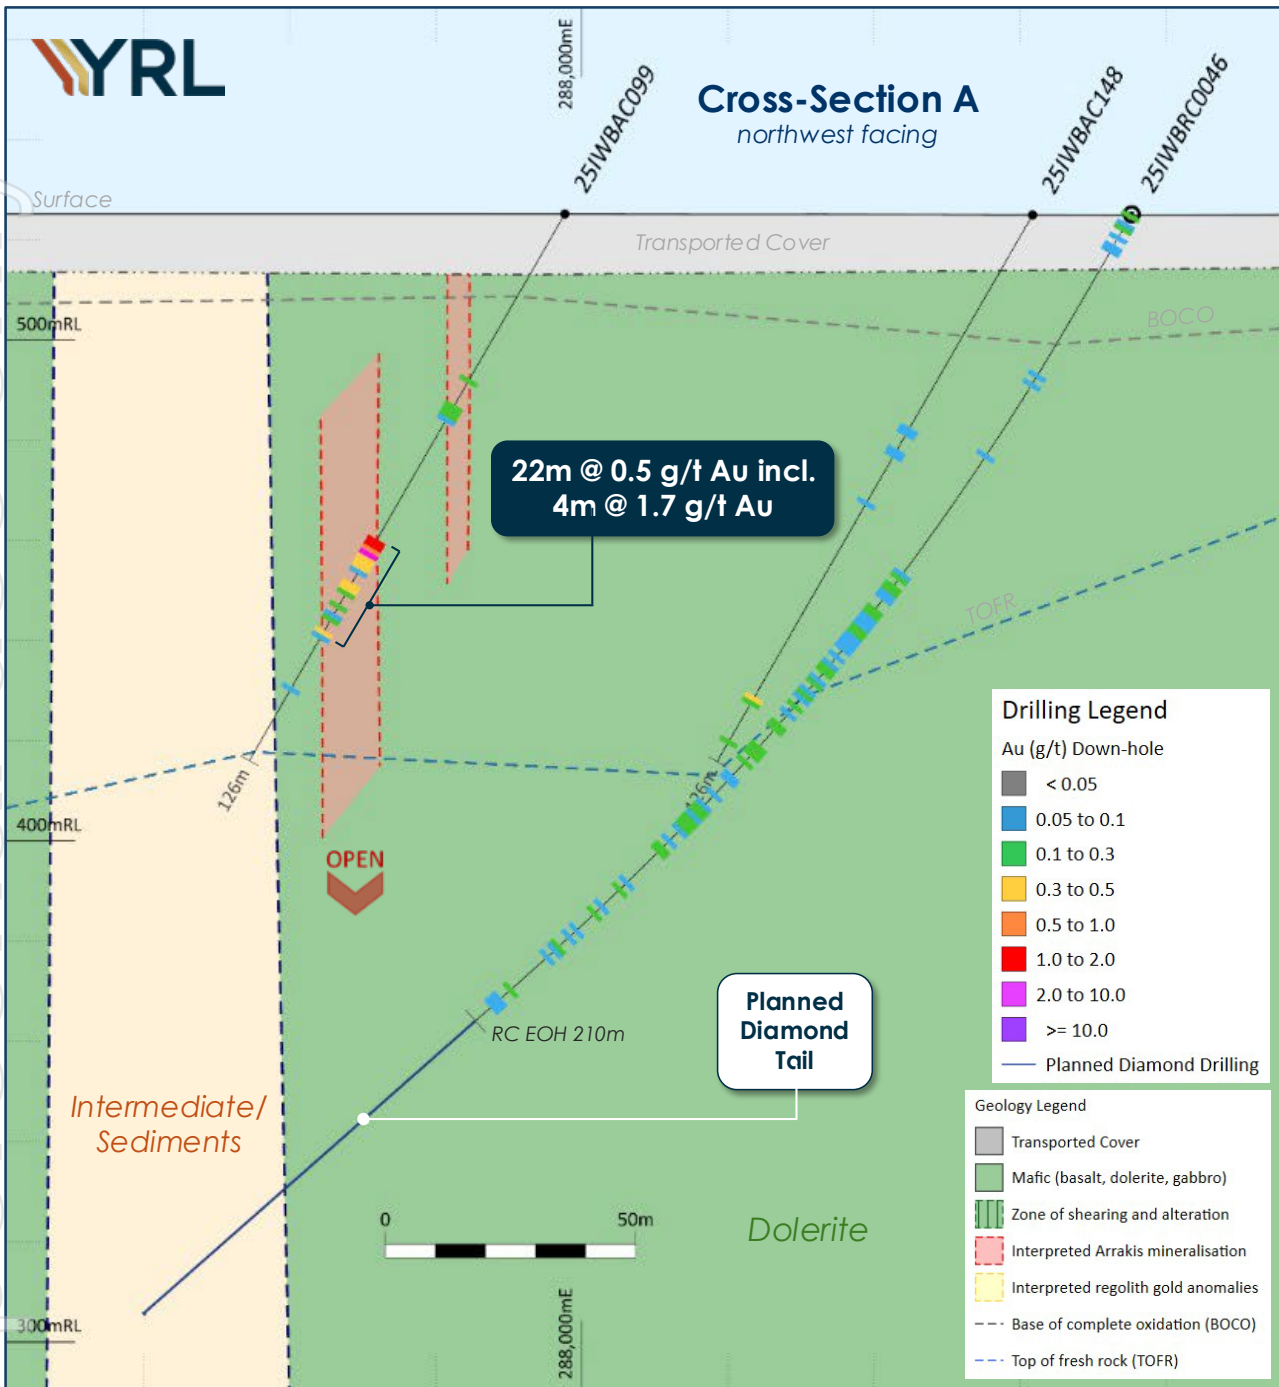 YRL
288,000mE
Cross-Section A
northwest facing
25IWBAC099
25IWBAC148
25IWBRC0046
Surface
Transported Cover
500mRL
BOCO
22m @ 0.5 g/t Au incl.
4m @ 1.7 g/t Au
TOFR
126m
126m
400mRL
OPEN
RC EOH 210m
Planned
Diamond
Tail
Intermediate/
Sediments
Dolerite
0
50m
300mRL
288,000mE
Drilling Legend
Au (g/t) Down-hole
< 0.05
0.05 to 0.1
0.1 to 0.3
0.3 to 0.5
0.5 to 1.0
1.0 to 2.0
2.0 to 10.0
>= 10.0
Planned Diamond Drilling
Geology Legend
Transported Cover
Mafic (basalt, dolerite, gabbro)
Zone of shearing and alteration
Interpreted Arrakis mineralisation
Interpreted regolith gold anomalies
Base of complete oxidation (BOCO)
Top of fresh rock (TOFR)